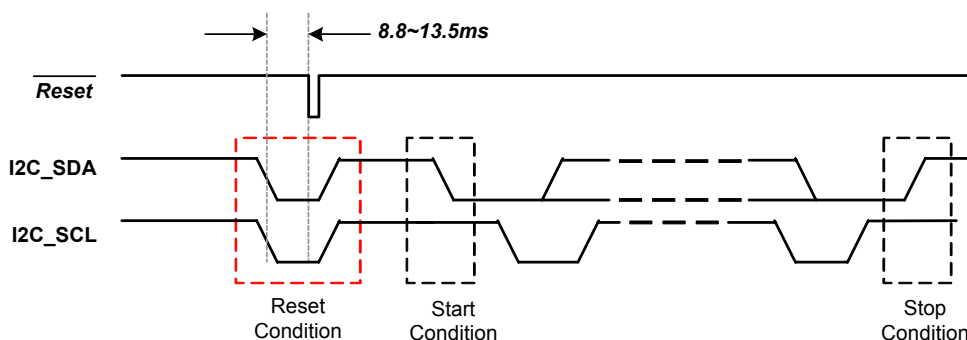 8.8~13.5ms
Reset
I2C_SDA
I2C_SCL
Reset
Condition
Start
Condition
Stop
Condition